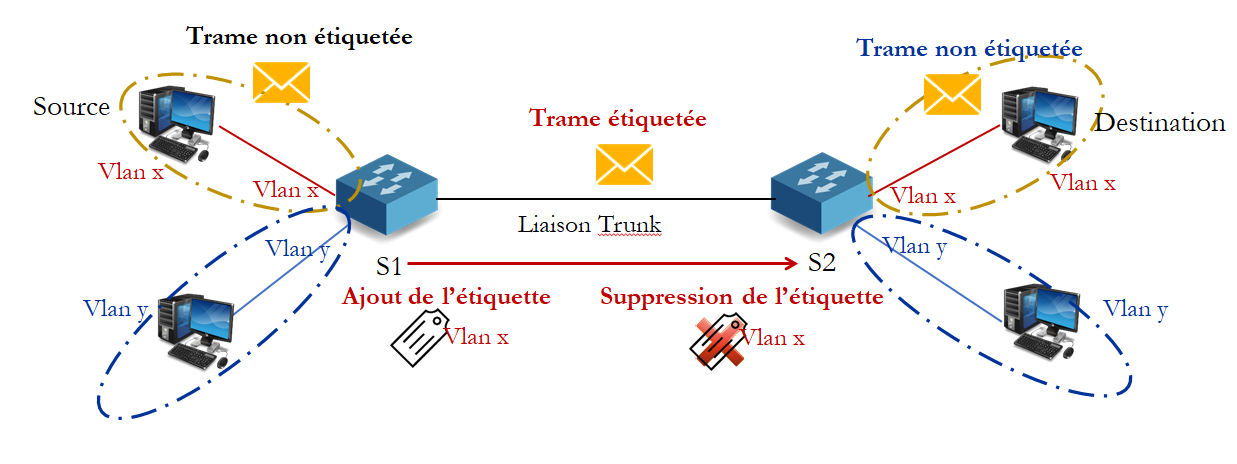 Trame non étiquetée
Trame non étiquetée
Source
Trame étiquetée
Destination
Vlan x
Vlan x
Vlan x
Vlan x
Liaison Trunk
Vlan y
Vlan y
S1
S2
Vlan y
Ajout de l’étiquette
Suppression de l’étiquette
Vlan y
Vlan x
Vlan x